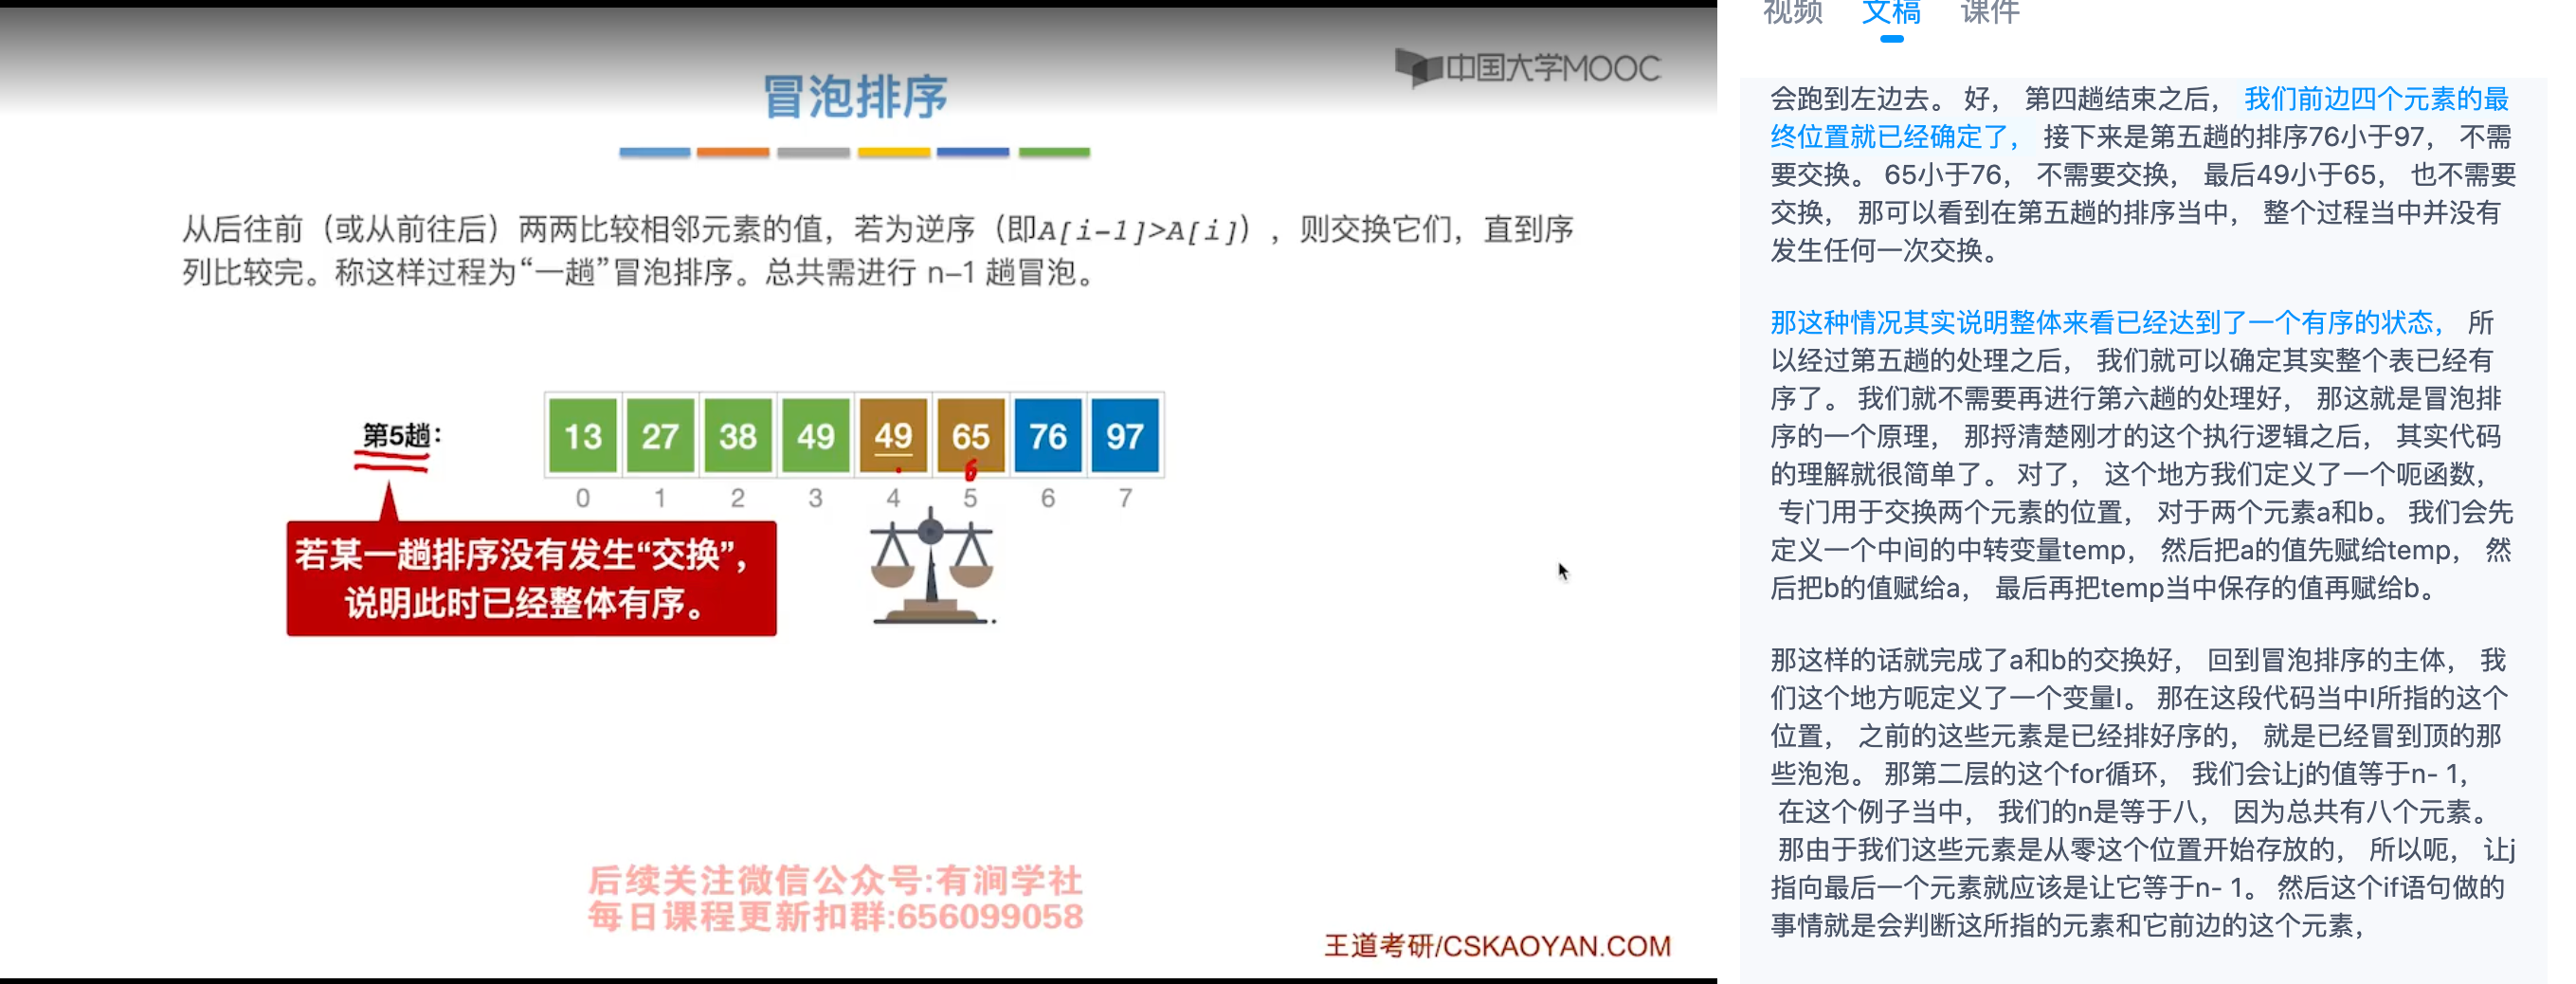 中国大学MOOC
冒泡排序
从后往前（或从前往后）两两比较相邻元素的值，若为逆序（即A[i-1]>A[i]），则交换它们，直到序
列比较完。称这样过程为“一趟”冒泡排序。总共需进行 n-1 趟冒泡。
第5趟：
13 27 38 49 49 65 76 97
6
0 1 2 3 4 5 6 7
若某一趟排序没有发生“交换”，
说明此时已经整体有序。
后续关注微信公众号:有涧学社
每日课程更新扣群:656099058
王道考研/CSKAOYAN.COM
视频 文稿 课件
会跑到左边去。 好， 第四趟结束之后， 我们前边四个元素的最
终位置就已经确定了， 接下来是第五趟的排序76小于97， 不需
要交换。 65小于76， 不需要交换， 最后49小于65， 也不需要
交换， 那可以看到在第五趟的排序当中， 整个过程当中并没有
发生任何一次交换。
那这种情况其实说明整体来看已经达到了一个有序的状态， 所
以经过第五趟的处理之后， 我们就可以确定其实整个表已经有
序了。 我们就不需要再进行第六趟的处理好， 那这就是冒泡排
序的一个原理， 那捋清楚刚才的这个执行逻辑之后， 其实代码
的理解就很简单了。 对了， 这个地方我们定义了一个呃函数，
专门用于交换两个元素的位置， 对于两个元素a和b。 我们会先
定义一个中间的中转变量temp， 然后把a的值先赋给temp， 然
后把b的值赋给a， 最后再把temp当中保存的值再赋给b。
那这样的话就完成了a和b的交换好， 回到冒泡排序的主体， 我
们这个地方呃定义了一个变量I。 那在这段代码当中I所指的这个
位置， 之前的这些元素是已经排好序的， 就是已经冒到顶的那
些泡泡。 那第二层的这个for循环， 我们会让j的值等于n- 1，
在这个例子当中， 我们的n是等于八， 因为总共有八个元素。
那由于我们这些元素是从零这个位置开始存放的， 所以呃， 让j
指向最后一个元素就应该是让它等于n- 1。 然后这个if语句做的
事情就是会判断这所指的元素和它前边的这个元素，